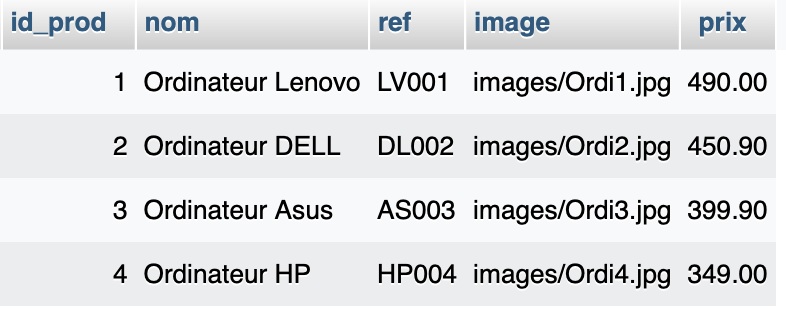 id_prod nom ref image prix
1 Ordinateur Lenovo LV001 images/Ordi1.jpg 490.00
2 Ordinateur DELL DL002 images/Ordi2.jpg 450.90
3 Ordinateur Asus AS003 images/Ordi3.jpg 399.90
4 Ordinateur HP HP004 images/Ordi4.jpg 349.00